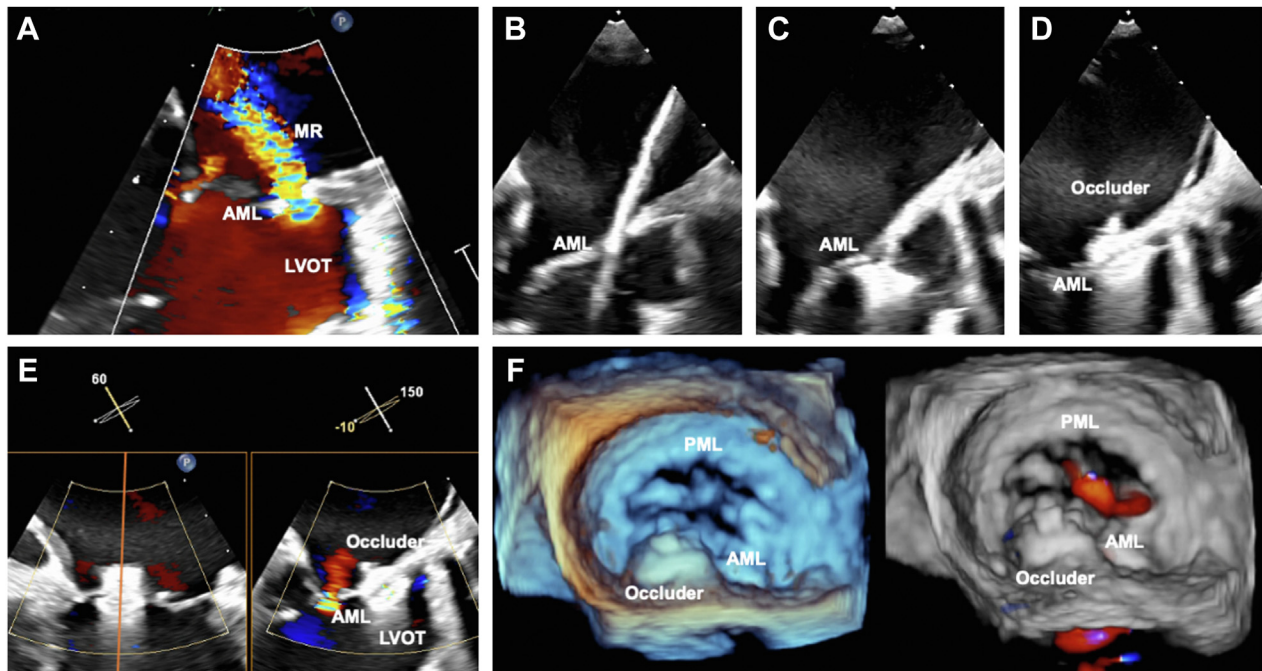 A
P
MR
AML
LVOT
B
AML
C
AML
D
Occluder
AML
E
60
150
-10
P
Occluder
AML
LVOT
F
PML
AML
Occluder
PML
AML
Occluder